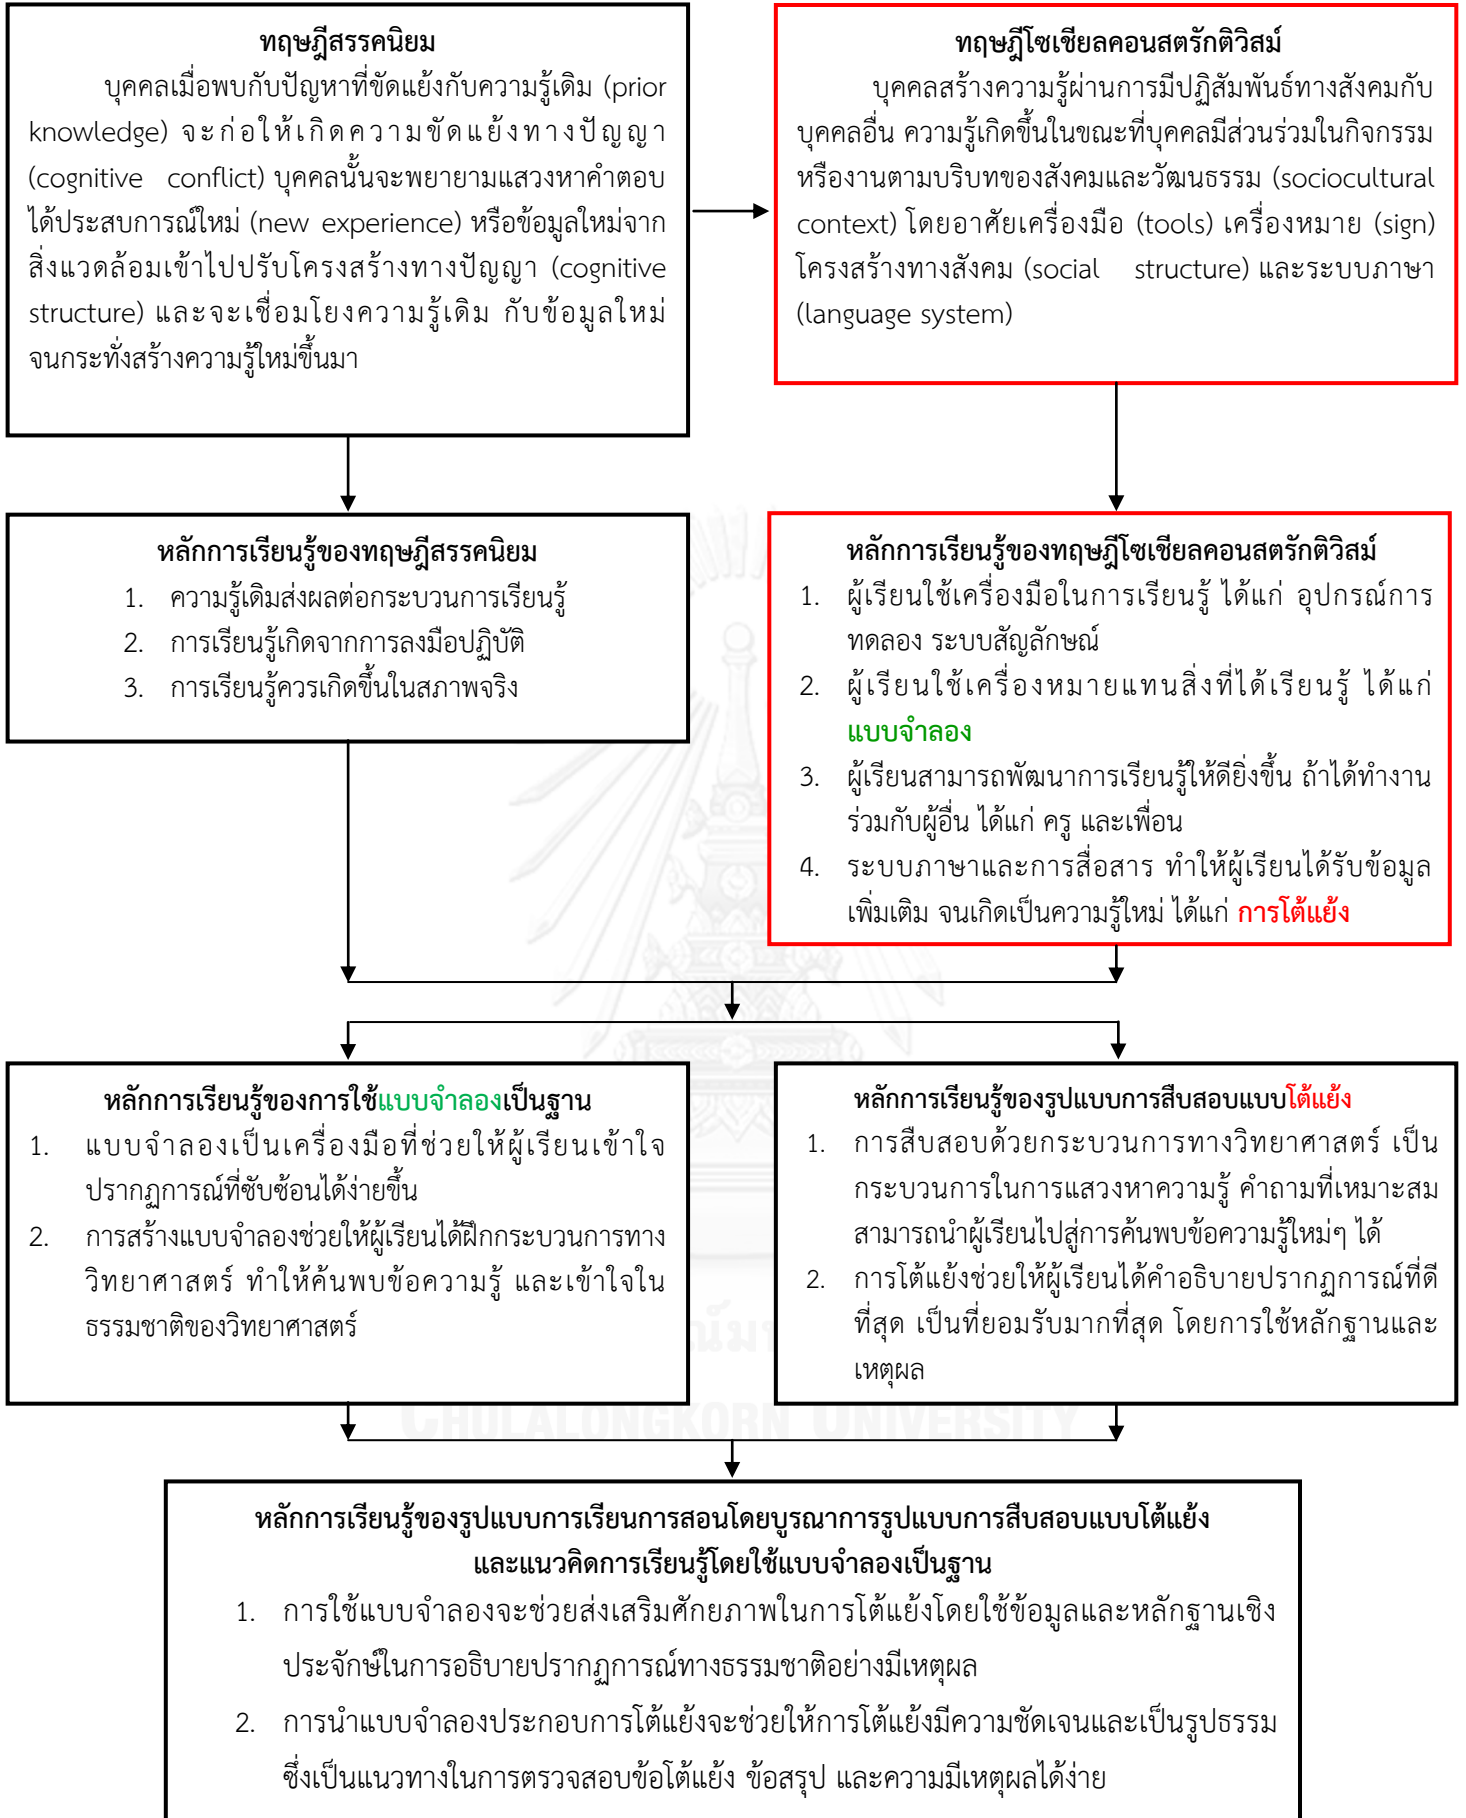 ทฤษฎีสรรคนิยม
บุคคลเมื่อพบกับปัญหาที่ขัดแย้งกับความรู้เดิม (prior
knowledge) จะก่อให้เกิดความขัดแย้งทางปัญญา
(cognitive conflict) บุคคลนั้นจะพยายามแสวงหาคำตอบ
ได้ประสบการณ์ใหม่ (new experience) หรือข้อมูลใหม่จาก
สิ่งแวดล้อมเข้าไปปรับโครงสร้างทางปัญญา (cognitive
structure) และจะเชื่อมโยงความรู้เดิม กับข้อมูลใหม่
จนกระทั่งสร้างความรู้ใหม่ขึ้นมา
ทฤษฎีโซเชียลคอนสตรักติวิสม์
บุคคลสร้างความรู้ผ่านการมีปฏิสัมพันธ์ทางสังคมกับ
บุคคลอื่น ความรู้เกิดขึ้นในขณะที่บุคคลมีส่วนร่วมในกิจกรรม
หรืองานตามบริบทของสังคมและวัฒนธรรม (sociocultural
context) โดยอาศัยเครื่องมือ (tools) เครื่องหมาย (sign)
โครงสร้างทางสังคม (social structure) และระบบภาษา
(language system)
หลักการเรียนรู้ของทฤษฎีสรรคนิยม
1. ความรู้เดิมส่งผลต่อกระบวนการเรียนรู้
2. การเรียนรู้เกิดจากการลงมือปฏิบัติ
3. การเรียนรู้ควรเกิดขึ้นในสภาพจริง
หลักการเรียนรู้ของทฤษฎีโซเชียลคอนสตรักติวิสม์
1. ผู้เรียนใช้เครื่องมือในการเรียนรู้ ได้แก่ อุปกรณ์การ
ทดลอง ระบบสัญลักษณ์
2. ผู้เรียนใช้เครื่องหมายแทนสิ่งที่ได้เรียนรู้ ได้แก่
แบบจำลอง
3. ผู้เรียนสามารถพัฒนาการเรียนรู้ให้ดียิ่งขึ้น ถ้าได้ทำงาน
ร่วมกับผู้อื่น ได้แก่ ครู และเพื่อน
4. ระบบภาษาและการสื่อสาร ทำให้ผู้เรียนได้รับข้อมูล
เพิ่มเติม จนเกิดเป็นความรู้ใหม่ ได้แก่ การโต้แย้ง
หลักการเรียนรู้ของการใช้แบบจำลองเป็นฐาน
1. แบบจำลองเป็นเครื่องมือที่ช่วยให้ผู้เรียนเข้าใจ
ปรากฏการณ์ที่ซับซ้อนได้ง่ายขึ้น
2. การสร้างแบบจำลองช่วยให้ผู้เรียนได้ฝึกกระบวนการทาง
วิทยาศาสตร์ ทำให้ค้นพบข้อความรู้ และเข้าใจใน
ธรรมชาติของวิทยาศาสตร์
หลักการเรียนรู้ของรูปแบบการสืบสอบแบบโต้แย้ง
1. การสืบสอบด้วยกระบวนการทางวิทยาศาสตร์ เป็น
กระบวนการในการแสวงหาความรู้ คำถามที่เหมาะสม
สามารถนำผู้เรียนไปสู่การค้นพบข้อความรู้ใหม่ๆ ได้
2. การโต้แย้งช่วยให้ผู้เรียนได้คำอธิบายปรากฏการณ์ที่ดี
ที่สุด เป็นที่ยอมรับมากที่สุด โดยการใช้หลักฐานและ
เหตุผล
CHULALONGKORN UNIVERSITY
หลักการเรียนรู้ของรูปแบบการเรียนการสอนโดยบูรณาการรูปแบบการสืบสอบแบบโต้แย้ง
และแนวคิดการเรียนรู้โดยใช้แบบจำลองเป็นฐาน
1. การใช้แบบจำลองจะช่วยส่งเสริมศักยภาพในการโต้แย้งโดยใช้ข้อมูลและหลักฐานเชิง
ประจักษ์ในการอธิบายปรากฏการณ์ทางธรรมชาติอย่างมีเหตุผล
2. การนำแบบจำลองประกอบการโต้แย้งจะช่วยให้การโต้แย้งมีความชัดเจนและเป็นรูปธรรม
ซึ่งเป็นแนวทางในการตรวจสอบข้อโต้แย้ง ข้อสรุป และความมีเหตุผลได้ง่าย